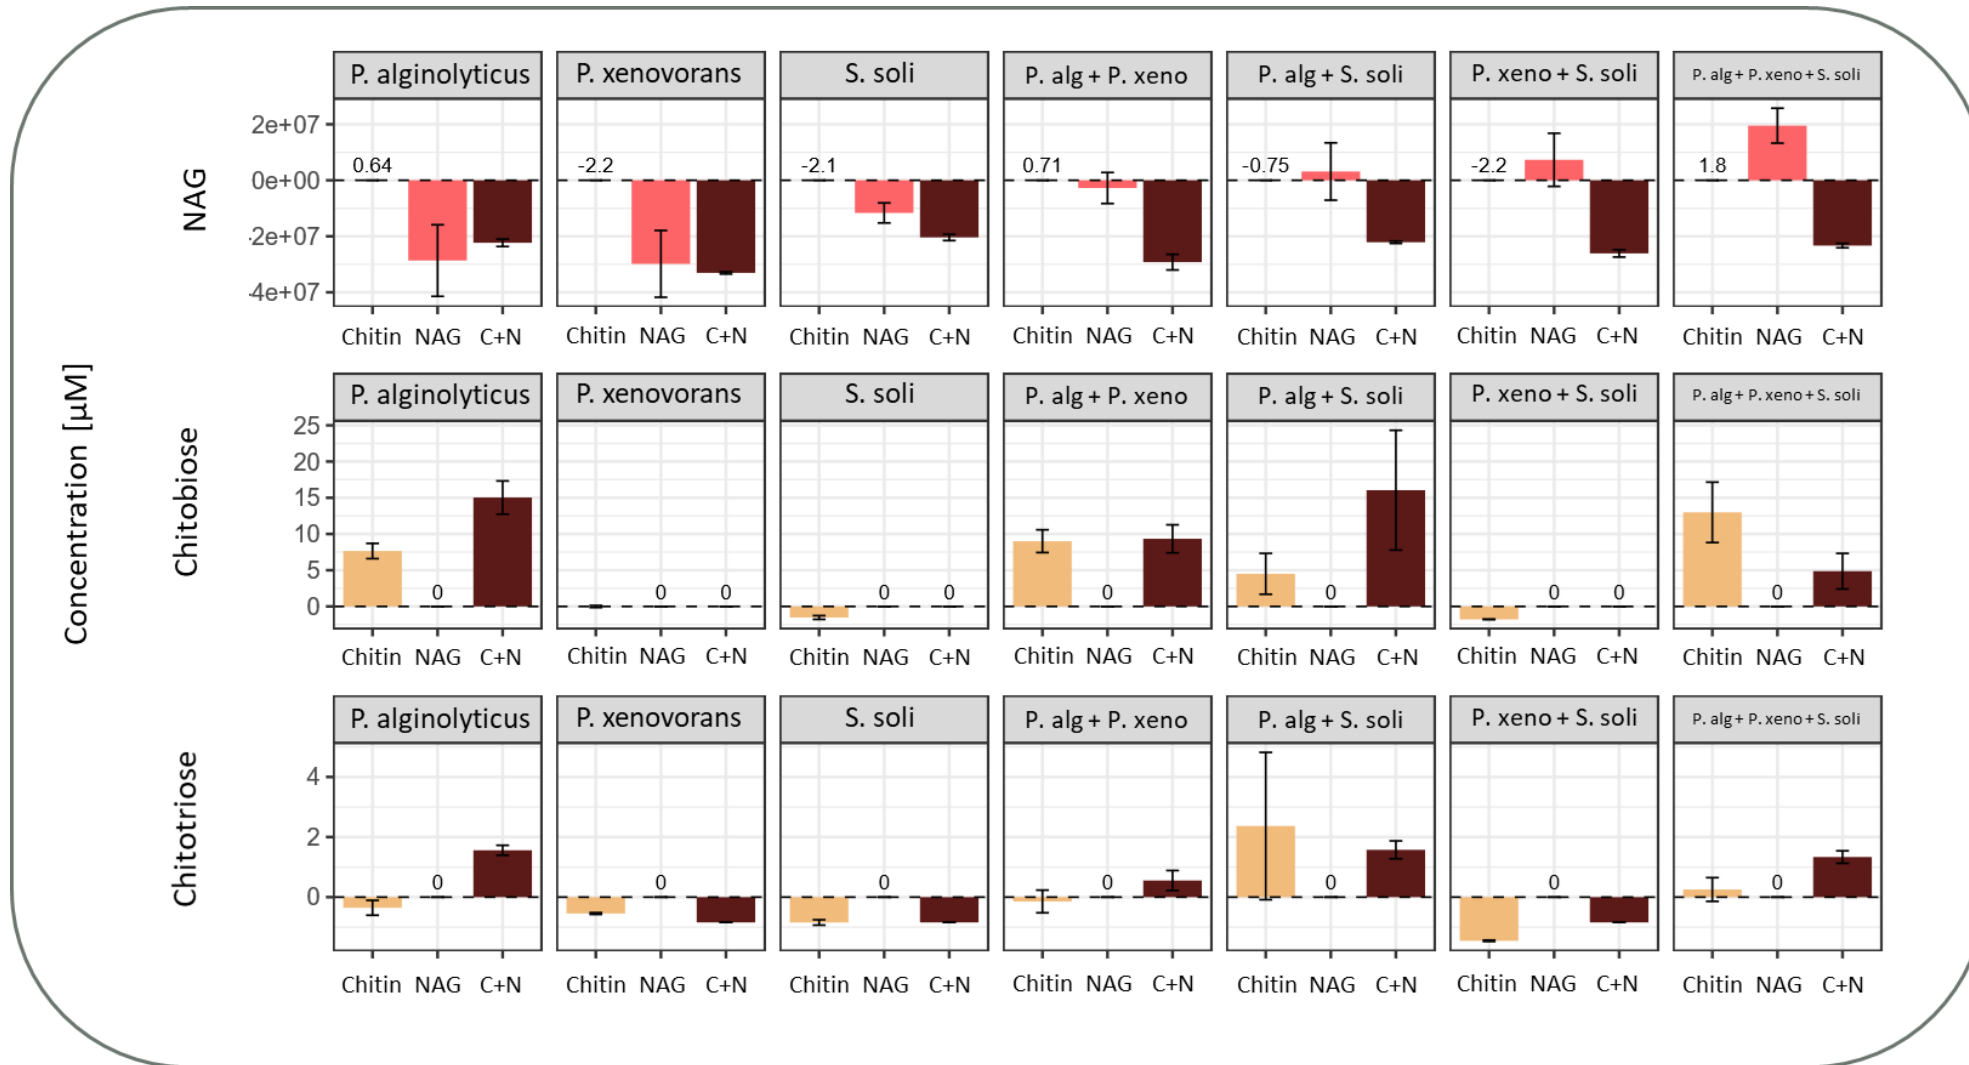 P. alginolyticus P. xenovorans S. soli P. alg + P. xeno P. alg + S. soli P. xeno + S. soli P. alg + P. xeno + S. soli
NAG
2e+07
0e+00
-2e+07
-4e+07
0.64 -2.2 -2.1 0.71 -0.75 -2.2 1.8
Chitin NAG C+N Chitin NAG C+N Chitin NAG C+N Chitin NAG C+N Chitin NAG C+N Chitin NAG C+N Chitin NAG C+N
Concentration [µM]
P. alginolyticus P. xenovorans S. soli P. alg + P. xeno P. alg + S. soli P. xeno + S. soli P. alg + P. xeno + S. soli
Chitobiose
25
20
15
10
5
0
0 0 0 0 0 0 0 0 0 0
Chitin NAG C+N Chitin NAG C+N Chitin NAG C+N Chitin NAG C+N Chitin NAG C+N Chitin NAG C+N Chitin NAG C+N
P. alginolyticus P. xenovorans S. soli P. alg + P. xeno P. alg + S. soli P. xeno + S. soli P. alg + P. xeno + S. soli
Chitotriose
4
2
0
0 0 0 0 0 0 0
Chitin NAG C+N Chitin NAG C+N Chitin NAG C+N Chitin NAG C+N Chitin NAG C+N Chitin NAG C+N Chitin NAG C+N